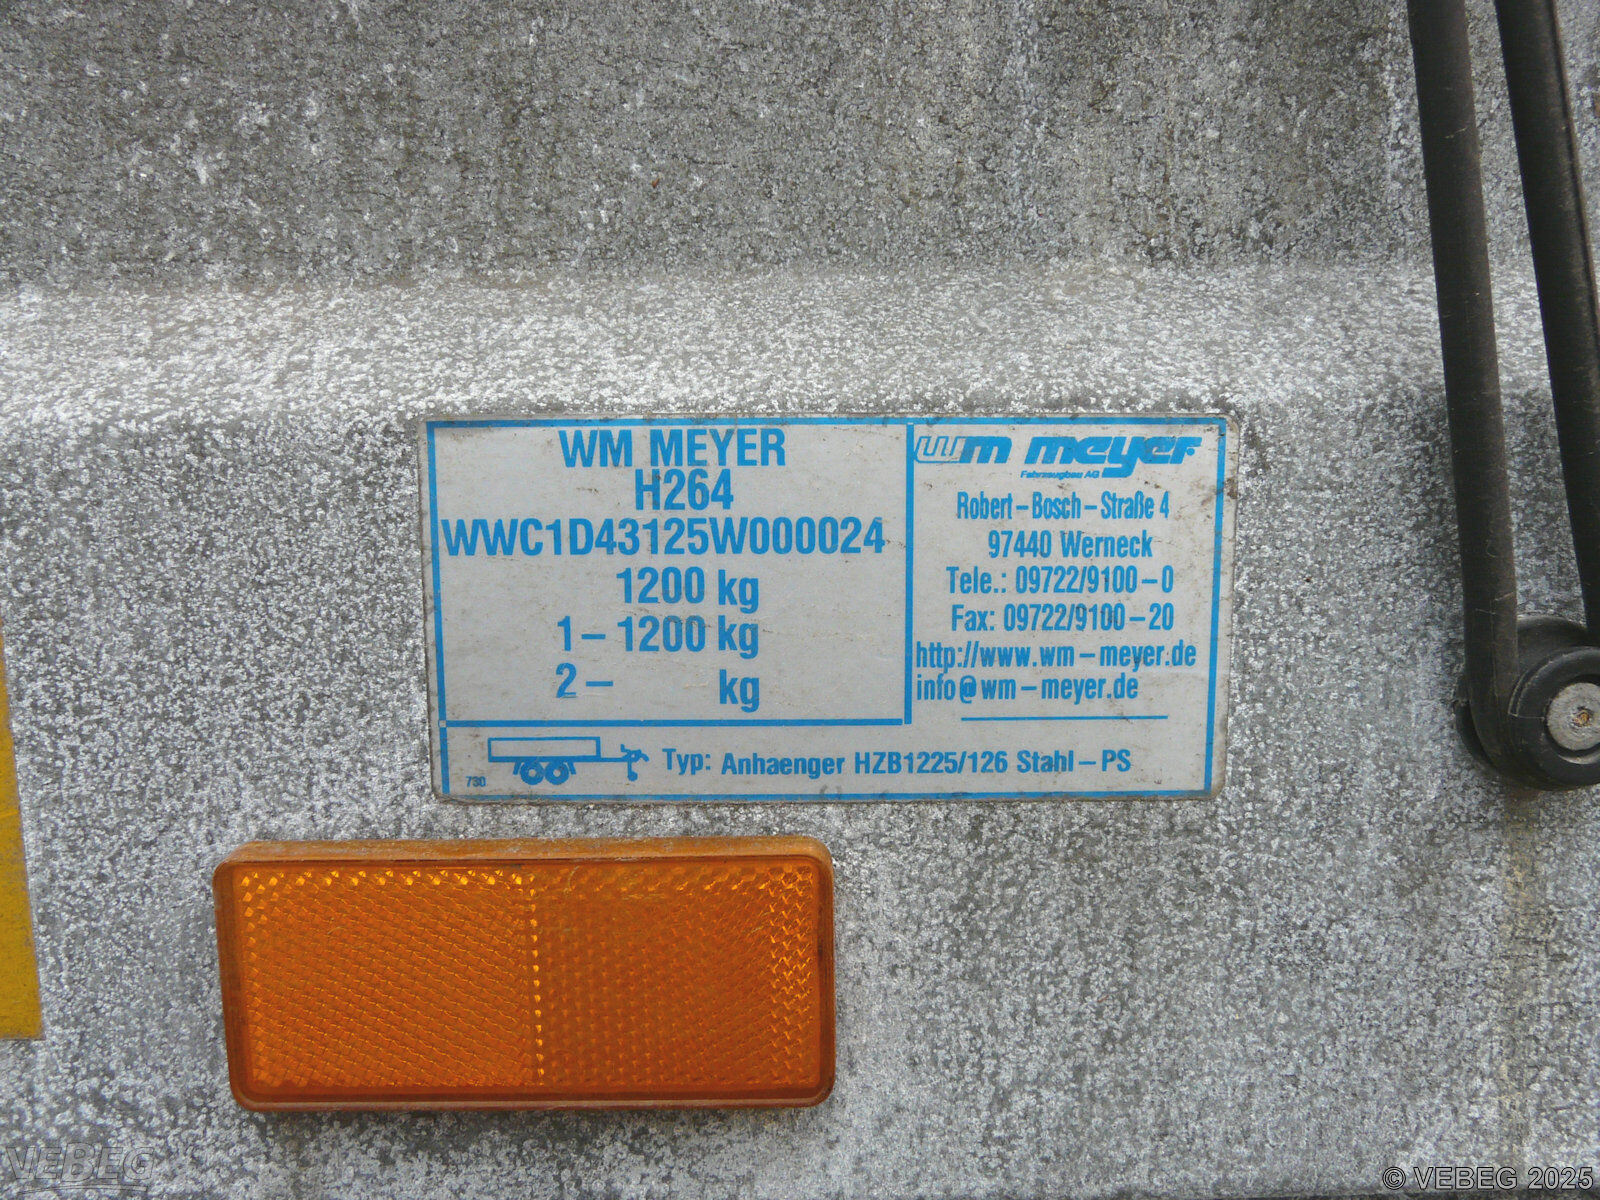 WM MEYER
H264
WWC1D43125W000024
1200 kg
1- 1200 kg
2- kg
wm meyer
Fahrzeugbau AG
Robert-Bosch-Straße 4
97440 Werneck
Tele.: 09722/9100-0
Fax: 09722/9100-20
http://www.wm-meyer.de
info@wm-meyer.de
730
Typ: Anhaenger HZB1225/126 Stahl-PS
VEBEG
© VEBEG 2025